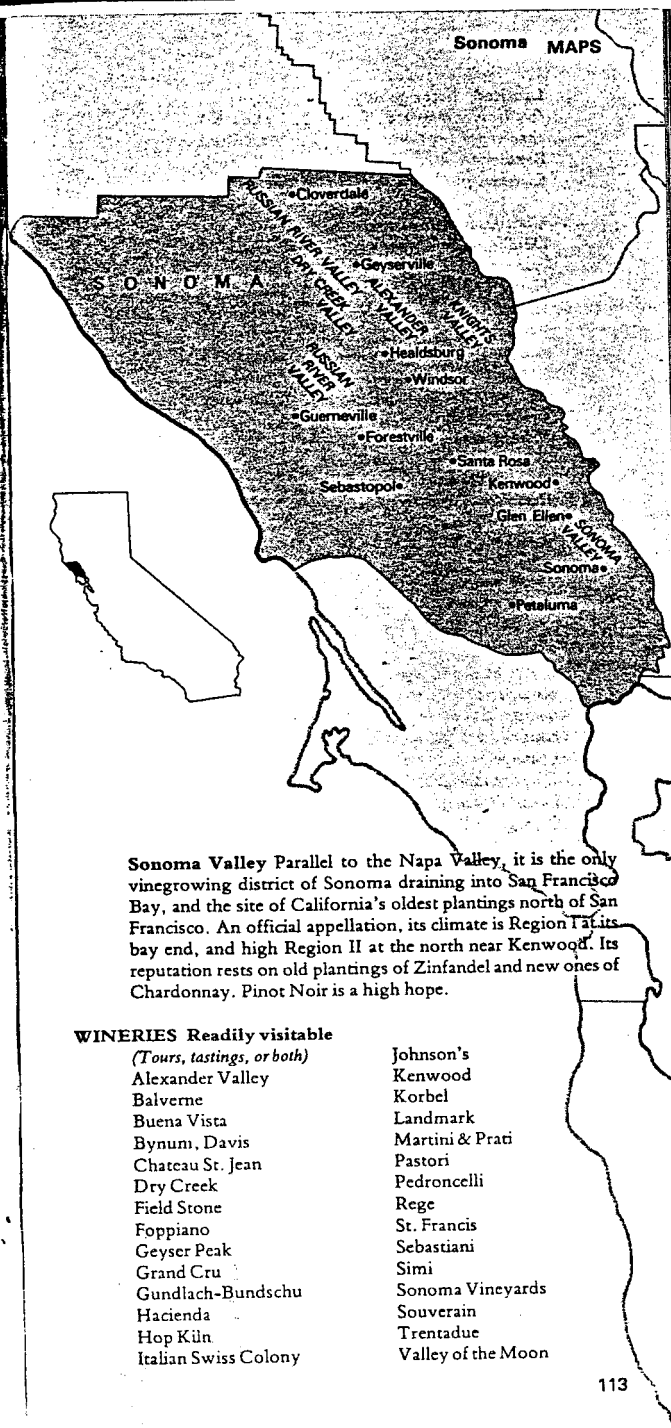 Sonoma MAPS
Cloverdale
RUSSIAN RIVER VALLEY
Geyserville
SONOMA
DRY CREEK
VALLEY
ALEXANDER
VALLEY
KNIGHTS
VALLEY
Healdsburg
RUSSIAN
RIVER
VALLEY
Windsor
Guerneville
Forestville
Santa Rosa
Sebastopol
Kenwood
Glen Ellen
SONOMA
VALLEY
Sonoma
Petaluma
Sonoma Valley Parallel to the Napa Valley, it is the only
vinegrowing district of Sonoma draining into San Francisco
Bay, and the site of California's oldest plantings north of San
Francisco. An official appellation, its climate is Region I at its
bay end, and high Region II at the north near Kenwood. Its
reputation rests on old plantings of Zinfandel and new ones of
Chardonnay. Pinot Noir is a high hope.
WINERIES Readily visitable
(Tours, tastings, or both)
Alexander Valley
Balverne
Buena Vista
Bynum, Davis
Chateau St. Jean
Dry Creek
Field Stone
Foppiano
Geyser Peak
Grand Cru
Gundlach-Bundschu
Hacienda
Hop Kiln
Italian Swiss Colony
Johnson's
Kenwood
Korbel
Landmark
Martini & Prati
Pastori
Pedroncelli
Rege
St. Francis
Sebastiani
Simi
Sonoma Vineyards
Souverain
Trentadue
Valley of the Moon
113